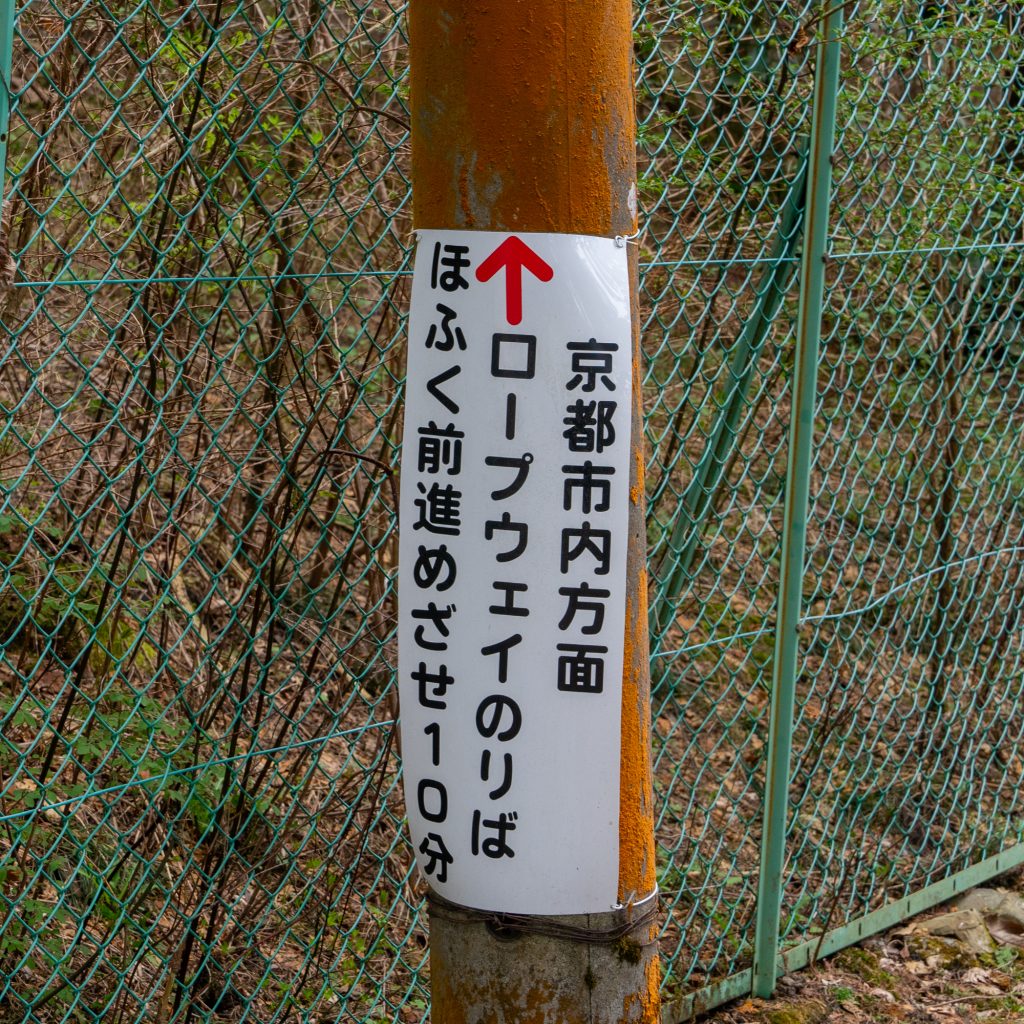 京都市内方面
ロープウェイのりば
ほふく前進めざせ10分